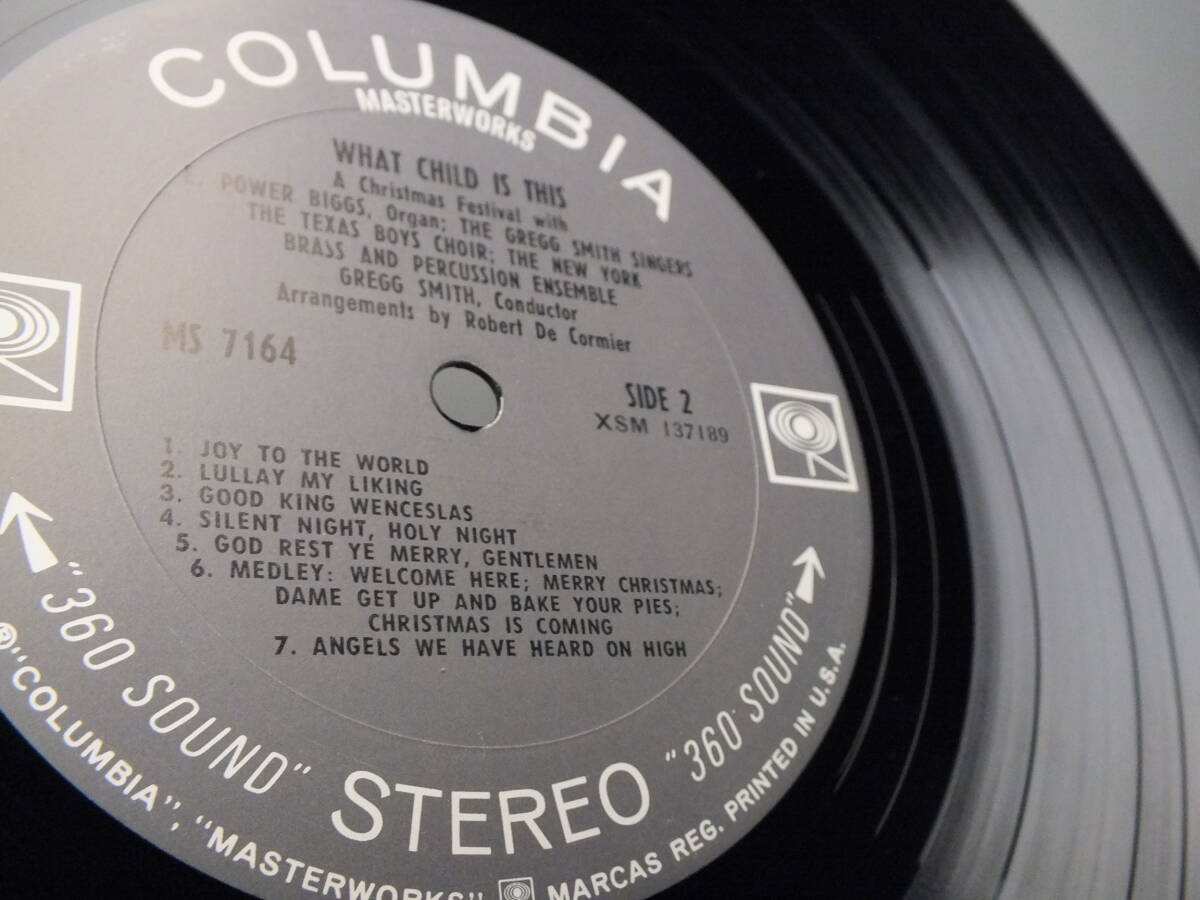 COLUMBIA
MASTERWORKS
WHAT CHILD IS THIS
A Christmas Festival with
E. POWER BIGGS, Organ; THE GREGG SMITH SINGERS
THE TEXAS BOYS CHOIR; THE NEW YORK
BRASS AND PERCUSSION ENSEMBLE
GREGG SMITH, Conductor
Arrangements by Robert De Cormier
MS 7164
SIDE 2
XSM 137189
1. JOY TO THE WORLD
2. LULLAY MY LIKING
3. GOOD KING WENCESLAS
4. SILENT NIGHT, HOLY NIGHT
5. GOD REST YE MERRY, GENTLEMEN
6. MEDLEY: WELCOME HERE; MERRY CHRISTMAS;
DAME GET UP AND BAKE YOUR PIES;
CHRISTMAS IS COMING
7. ANGELS WE HAVE HEARD ON HIGH
"360 SOUND" STEREO "360 SOUND"
® "COLUMBIA", "MASTERWORKS" MARCAS REG. PRINTED IN U.S.A.